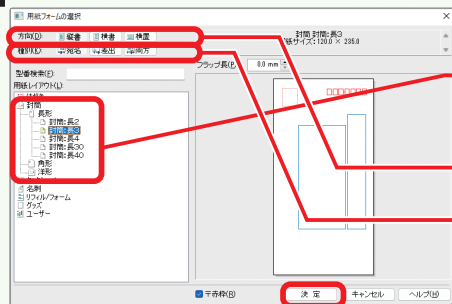 用紙フォームの選択
方向(D): 縦書 横書 横置
種別(K): 宛名 差出 両方
封筒 封筒:長3
用紙サイズ: 120.0 × 235.0
フラップ長(P) 0.0 mm
型番検索(F):
用紙レイアウト(L):
はがき
封筒
長形
封筒:長2
封筒:長3
封筒:長4
封筒:長30
封筒:長40
角形
洋形
名刺
リフィル/フォーム
グッズ
ユーザー
〒赤枠(R)
決定 キャンセル ヘルプ(H)